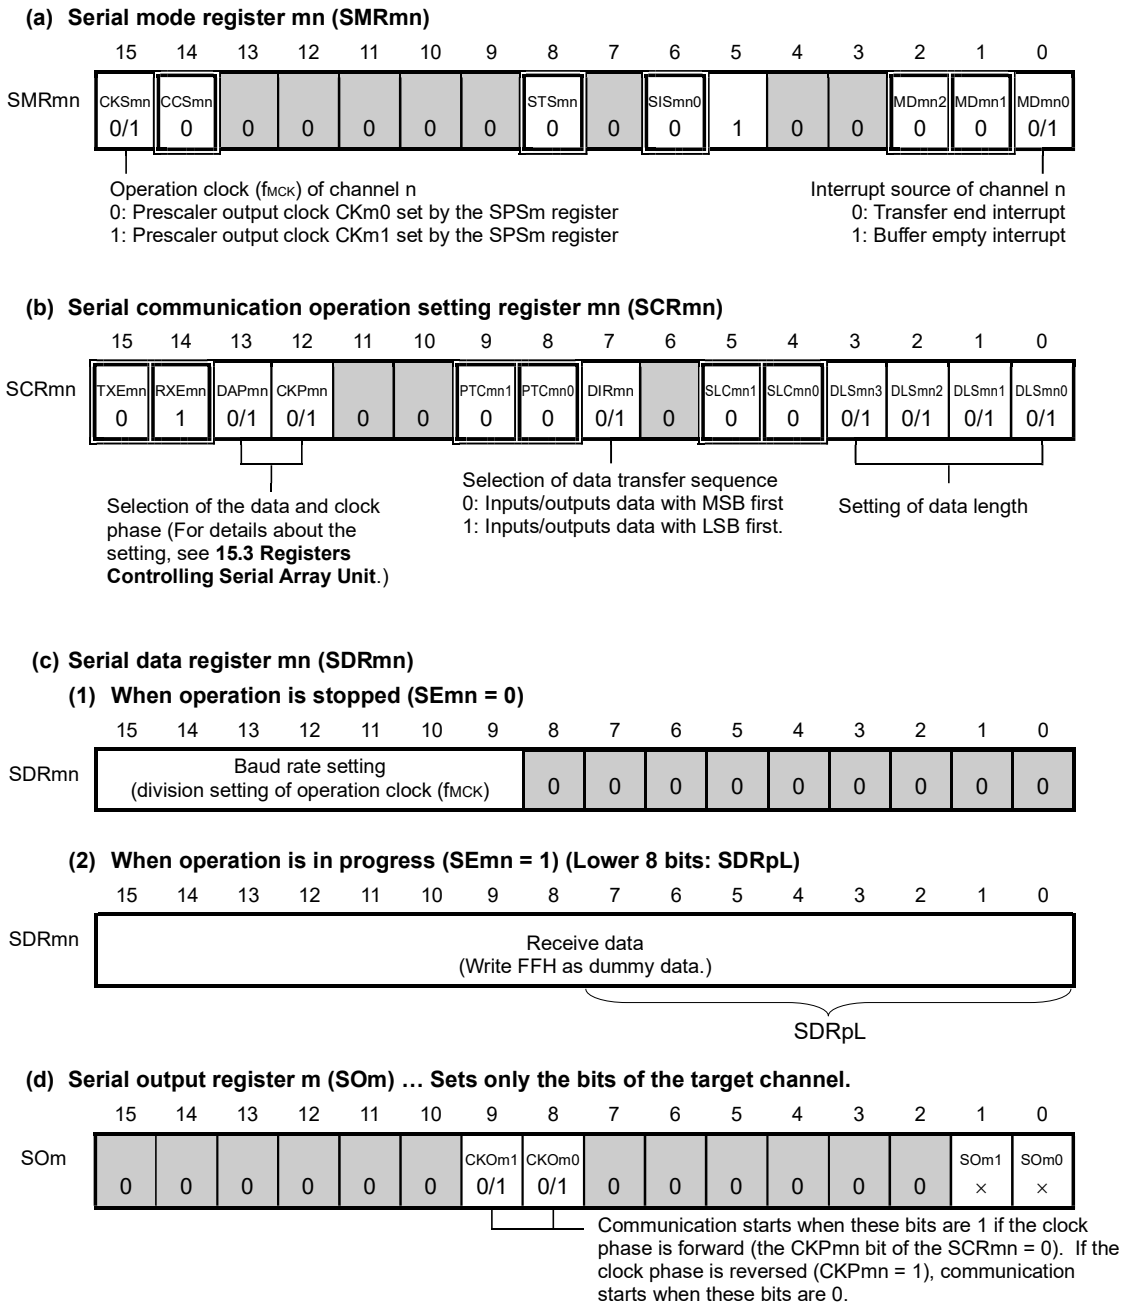 (a) Serial mode register mn (SMRmn)
15 14 13 12 11 10 9 8 7 6 5 4 3 2 1 0
SMRmn CKSmn CCSmn STSmn SISmn0 MDmn2 MDmn1 MDmn0
0/1 0 0 0 0 0 0 0 0 0 1 0 0 0 0 0/1
Operation clock (fMCK) of channel n
0: Prescaler output clock CKm0 set by the SPSm register
1: Prescaler output clock CKm1 set by the SPSm register
Interrupt source of channel n
0: Transfer end interrupt
1: Buffer empty interrupt
(b) Serial communication operation setting register mn (SCRmn)
15 14 13 12 11 10 9 8 7 6 5 4 3 2 1 0
SCRmn TXEmn RXEmn DAPmn CKPmn PTCmn1 PTCmn0 DIRmn SLCmn1 SLCmn0 DLSmn3 DLSmn2 DLSmn1 DLSmn0
0 1 0/1 0/1 0 0 0 0 0/1 0 0 0 0/1 0/1 0/1 0/1
Selection of the data and clock
phase (For details about the
setting, see 15.3 Registers
Controlling Serial Array Unit.)
Selection of data transfer sequence
0: Inputs/outputs data with MSB first
1: Inputs/outputs data with LSB first.
Setting of data length
(c) Serial data register mn (SDRmn)
(1) When operation is stopped (SEmn = 0)
15 14 13 12 11 10 9 8 7 6 5 4 3 2 1 0
SDRmn
Baud rate setting
(division setting of operation clock (fMCK)
0 0 0 0 0 0 0 0 0
(2) When operation is in progress (SEmn = 1) (Lower 8 bits: SDRpL)
15 14 13 12 11 10 9 8 7 6 5 4 3 2 1 0
SDRmn
Receive data
(Write FFH as dummy data.)
SDRpL
(d) Serial output register m (SOm) … Sets only the bits of the target channel.
15 14 13 12 11 10 9 8 7 6 5 4 3 2 1 0
SOm CKOm1 CKOm0 SOm1 SOm0
0 0 0 0 0 0 0/1 0/1 0 0 0 0 0 0 × ×
Communication starts when these bits are 1 if the clock
phase is forward (the CKPmn bit of the SCRmn = 0). If the
clock phase is reversed (CKPmn = 1), communication
starts when these bits are 0.